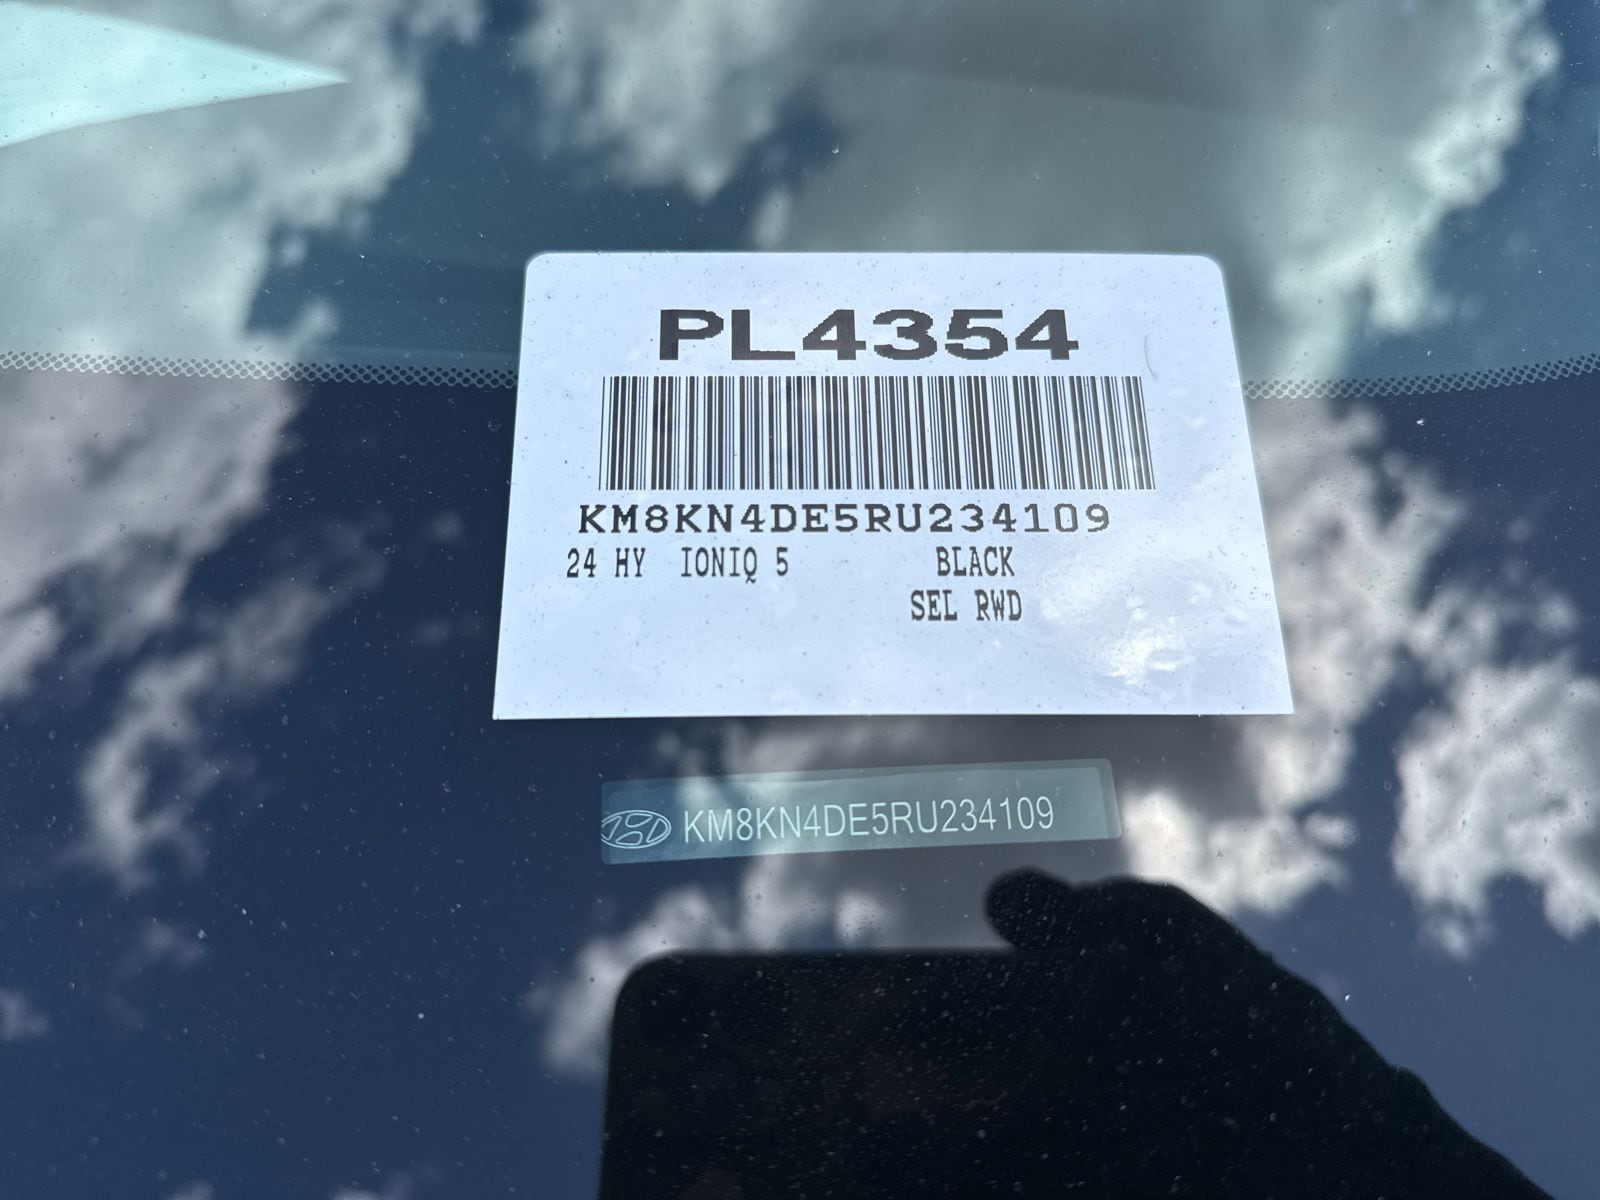 PL4354
KM8KN4DE5RU234109
24 HY IONIQ 5 BLACK
SEL RWD
KM8KN4DE5RU234109